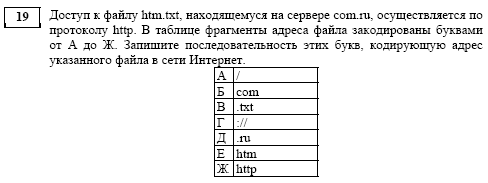 19 Доступ к файлу htm.txt, находящемуся на сервере com.ru, осуществляется по
протоколу http. В таблице фрагменты адреса файла закодированы буквами
от А до Ж. Запишите последовательность этих букв, кодирующую адрес
указанного файла в сети Интернет.
А /
Б com
В .txt
Г ://
Д .ru
Е htm
Ж http